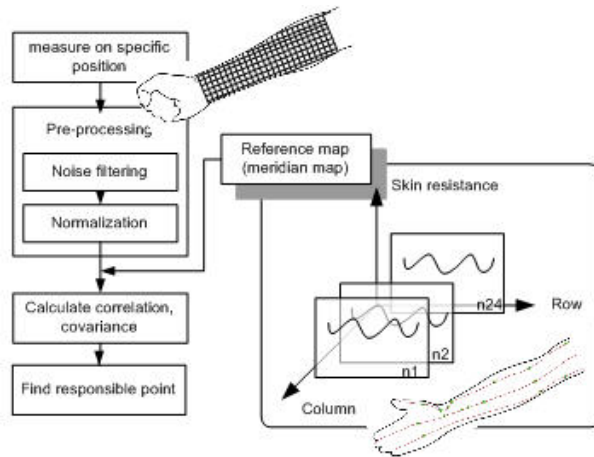 measure on specific
position
Pre-processing
Noise filtering
Normalization
Calculate correlation,
covariance
Find responsible point
Reference map
(meridian map)
Skin resistance
n24
Row
n2
n1
Column